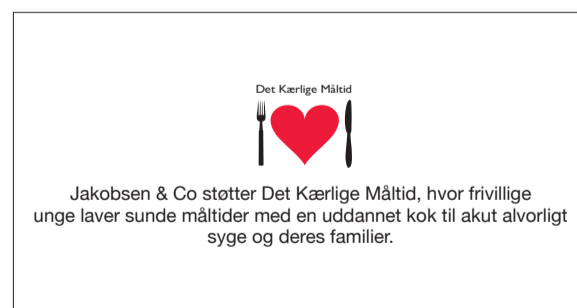 Det Kærlige Måltid
Jakobsen & Co støtter Det Kærlige Måltid, hvor frivillige
unge laver sunde måltider med en uddannet kok til akut alvorligt
syge og deres familier.